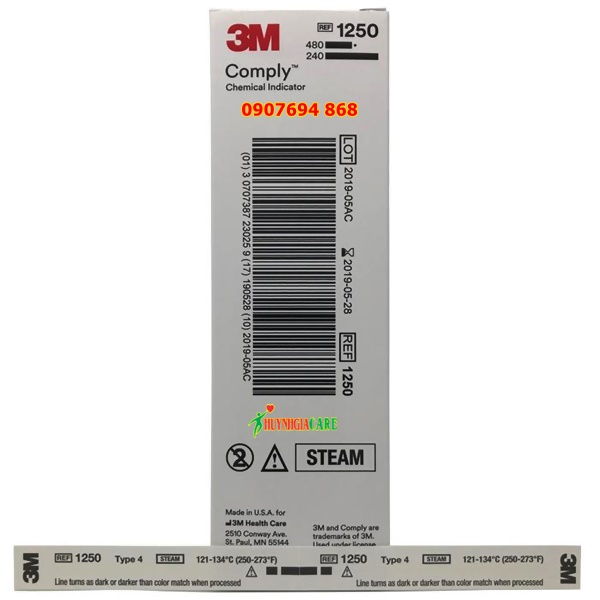 3M
REF 1250
480
240
Comply™
Chemical Indicator
0907694 868
(01) 3 0707387 23025 9 (17) 190528 (10) 2019-05AC
LOT 2019-05AC
2019-05-28
REF 1250
HUYNHGIACARE
2
STEAM
Made in U.S.A. for
3M Health Care
2510 Conway Ave.
St. Paul, MN 55144
3M and Comply are
trademarks of 3M.
Used under license
3M REF 1250 Type 4 STEAM 121-134°C (250-273°F) REF 1250 Type 4 STEAM 121-134°C (250-273°F) 3M
Line turns as dark or darker than color match when processed Line turns as dark or darker than color match when processed